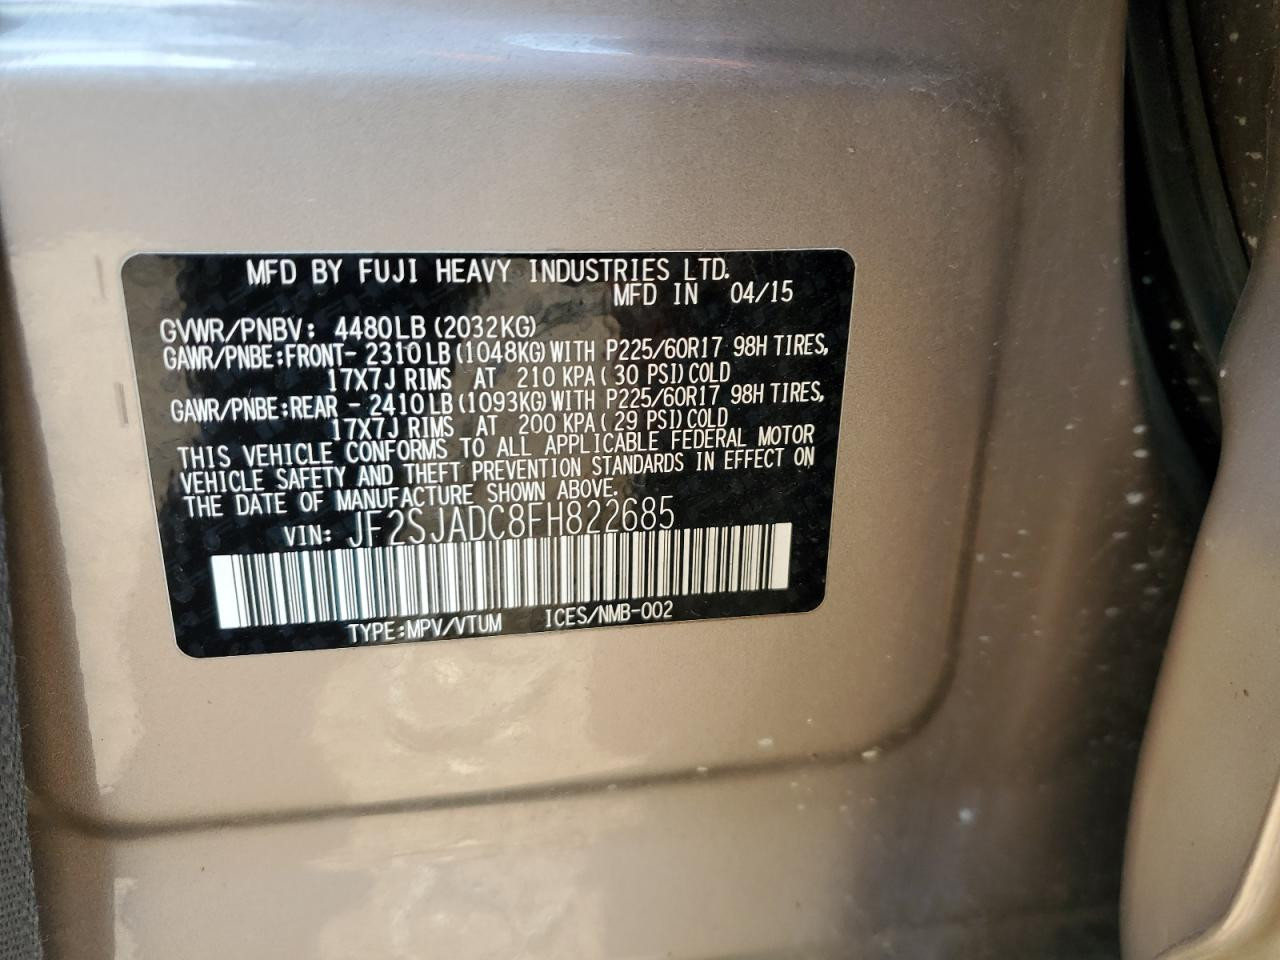 MFD BY FUJI HEAVY INDUSTRIES LTD.
MFD IN 04/15
GVWR/PNBV: 4480LB (2032KG)
GAWR/PNBE:FRONT- 2310LB (1048KG) WITH P225/60R17 98H TIRES,
17X7J RIMS AT 210 KPA( 30 PSI) COLD
GAWR/PNBE:REAR - 2410LB (1093KG) WITH P225/60R17 98H TIRES,
17X7J RIMS AT 200 KPA( 29 PSI) COLD
THIS VEHICLE CONFORMS TO ALL APPLICABLE FEDERAL MOTOR
VEHICLE SAFETY AND THEFT PREVENTION STANDARDS IN EFFECT ON
THE DATE OF MANUFACTURE SHOWN ABOVE.
VIN: JF2SJADC8FH822685
TYPE:MPV/VTUM ICES/NMB-002